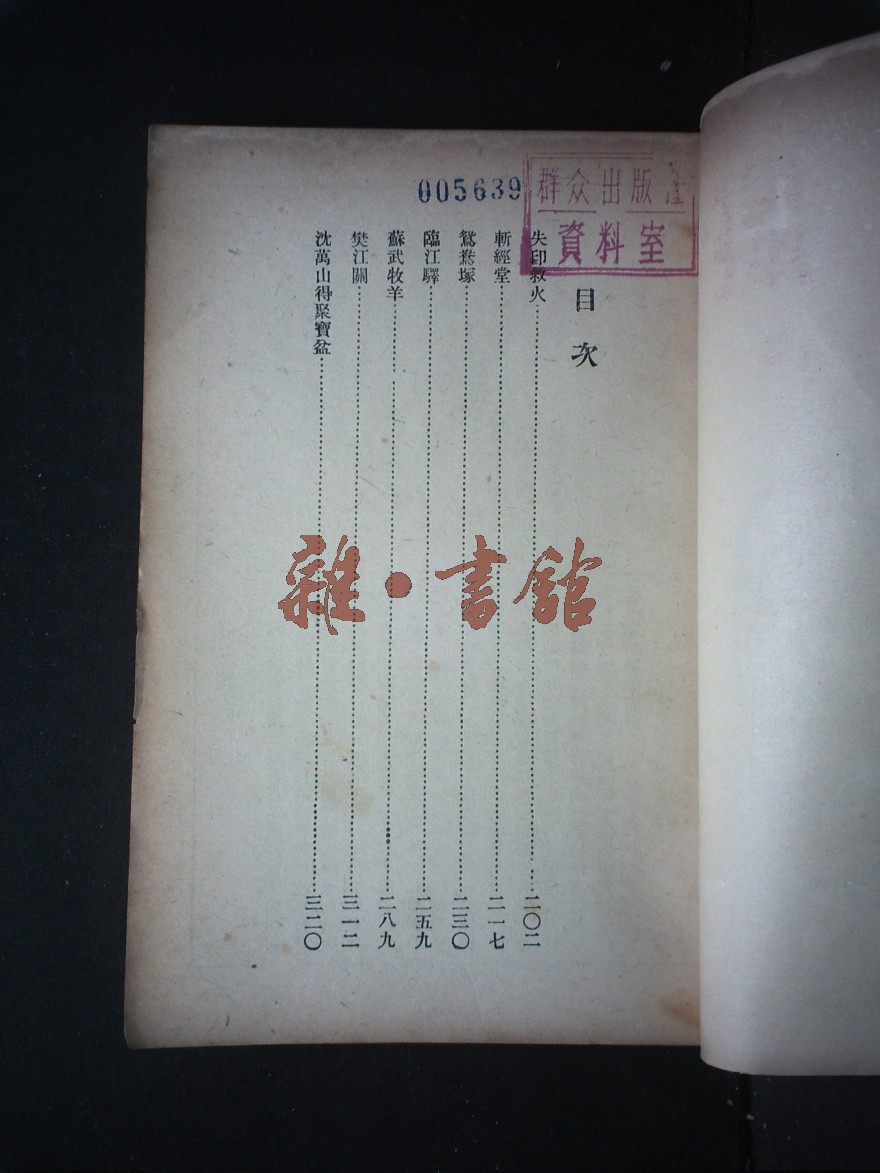 005639
群众出版社
資料室
目次
失印救火……二〇二
斬經堂……二一七
鴛鴦塚……二三〇
臨江驛……二五九
蘇武牧羊……二八九
樊江關……三一二
沈萬山得聚寶盆……三二〇
雜·書館